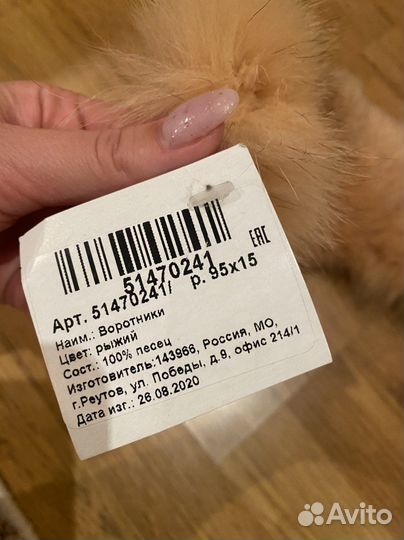 51470241
Арт. 51470241/ р. 95х15
Наим.: Воротники
Цвет: рыжий
Сост.: 100% песец
Изготовитель:143966, Россия, МО,
г.Реутов, ул. Победы, д.9, офис 214/1
Дата изг.: 26.08.2020
EAC
Avito